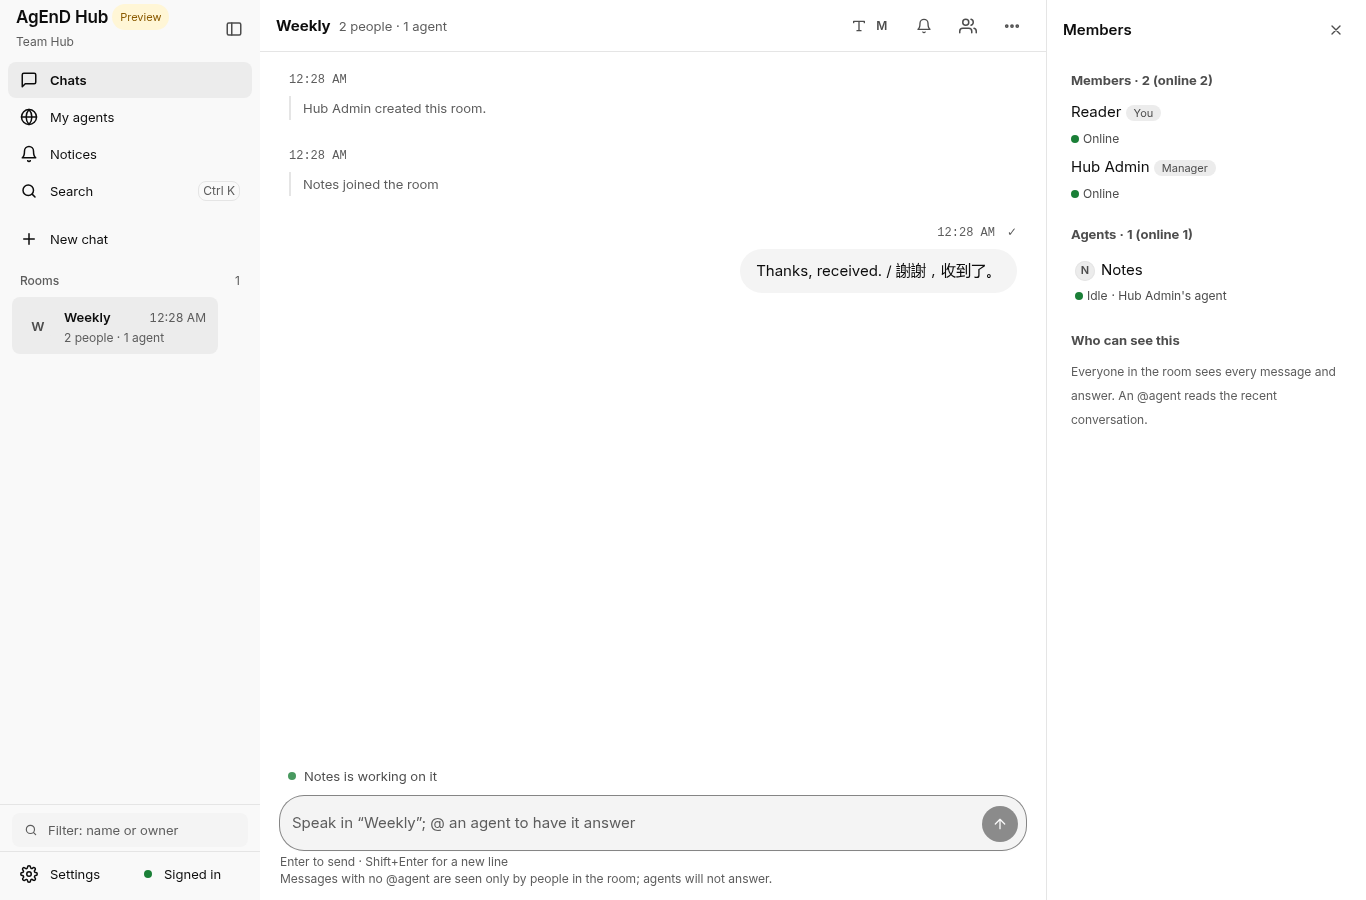 AgEnD Hub Preview
Team Hub
Chats
My agents
Notices
Search Ctrl K
New chat
Rooms 1
W Weekly 12:28 AM
2 people · 1 agent
Filter: name or owner
Settings Signed in
Weekly 2 people · 1 agent
T M
12:28 AM
Hub Admin created this room.
12:28 AM
Notes joined the room
12:28 AM ✓
Thanks, received. / 謝謝，收到了。
Notes is working on it
Speak in “Weekly”; @ an agent to have it answer
Enter to send · Shift+Enter for a new line
Messages with no @agent are seen only by people in the room; agents will not answer.
Members
Members · 2 (online 2)
Reader You
Online
Hub Admin Manager
Online
Agents · 1 (online 1)
N Notes
Idle · Hub Admin's agent
Who can see this
Everyone in the room sees every message and
answer. An @agent reads the recent
conversation.